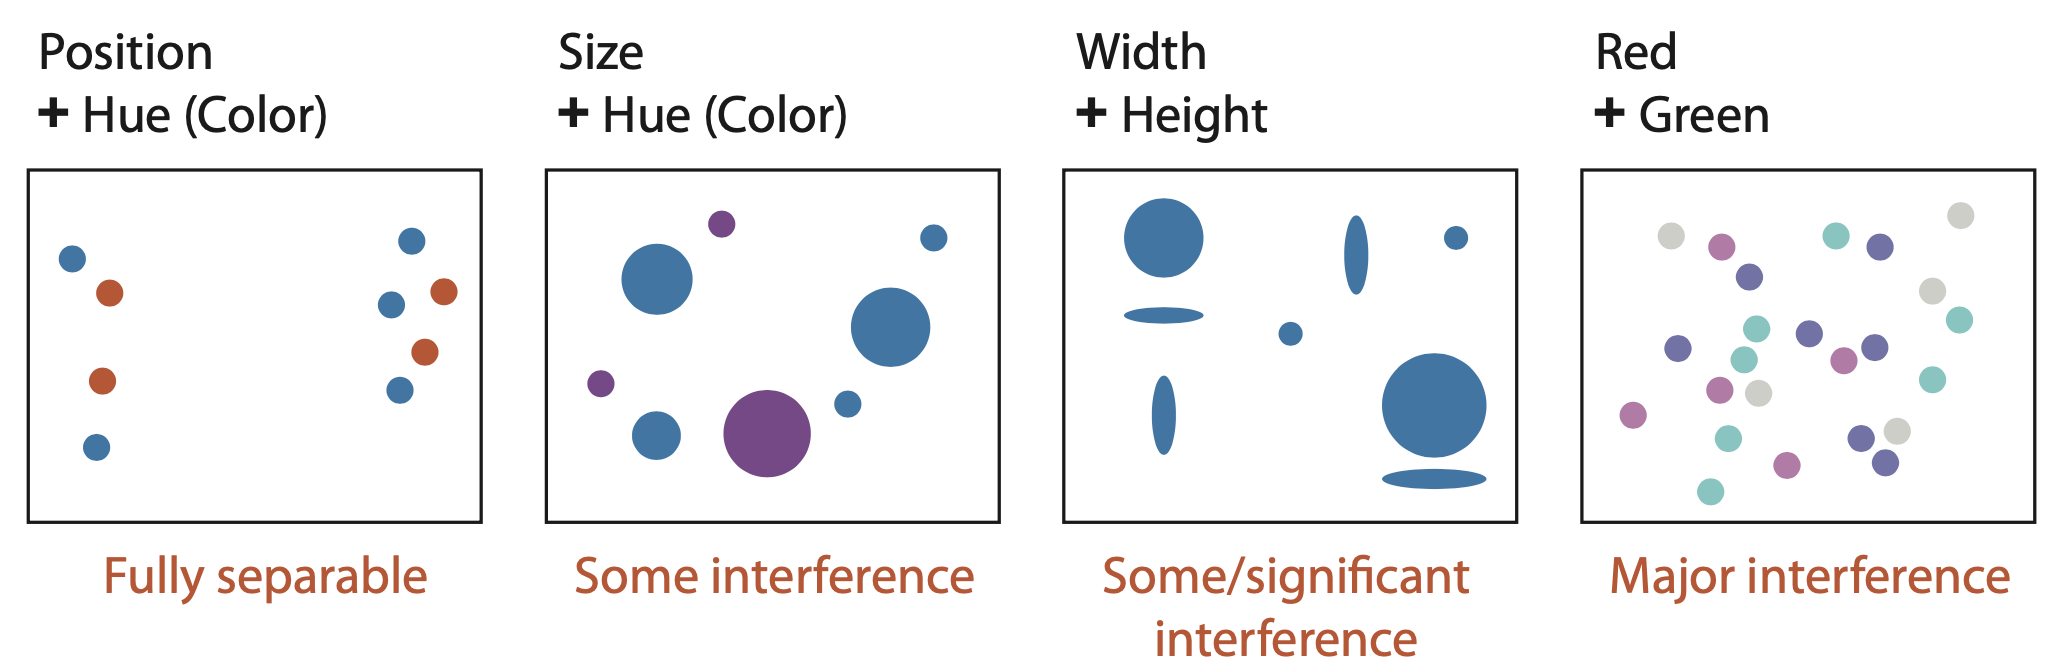 Position
+ Hue (Color)
Size
+ Hue (Color)
Width
+ Height
Red
+ Green
Fully separable
Some interference
Some/significant
interference
Major interference